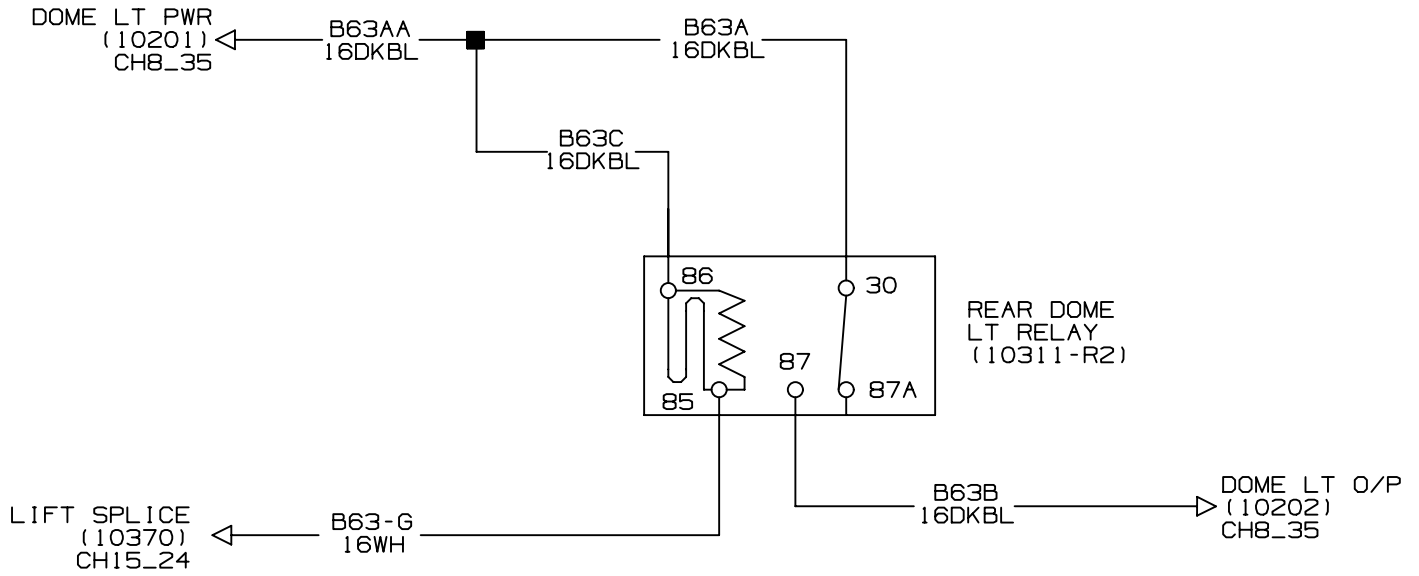 DOME LT PWR
(10201)
CH8_35
B63AA
16DKBL
B63A
16DKBL
B63C
16DKBL
86
30
87
85
87A
REAR DOME
LT RELAY
(10311-R2)
B63B
16DKBL
DOME LT O/P
(10202)
CH8_35
LIFT SPLICE
(10370)
CH15_24
B63-G
16WH